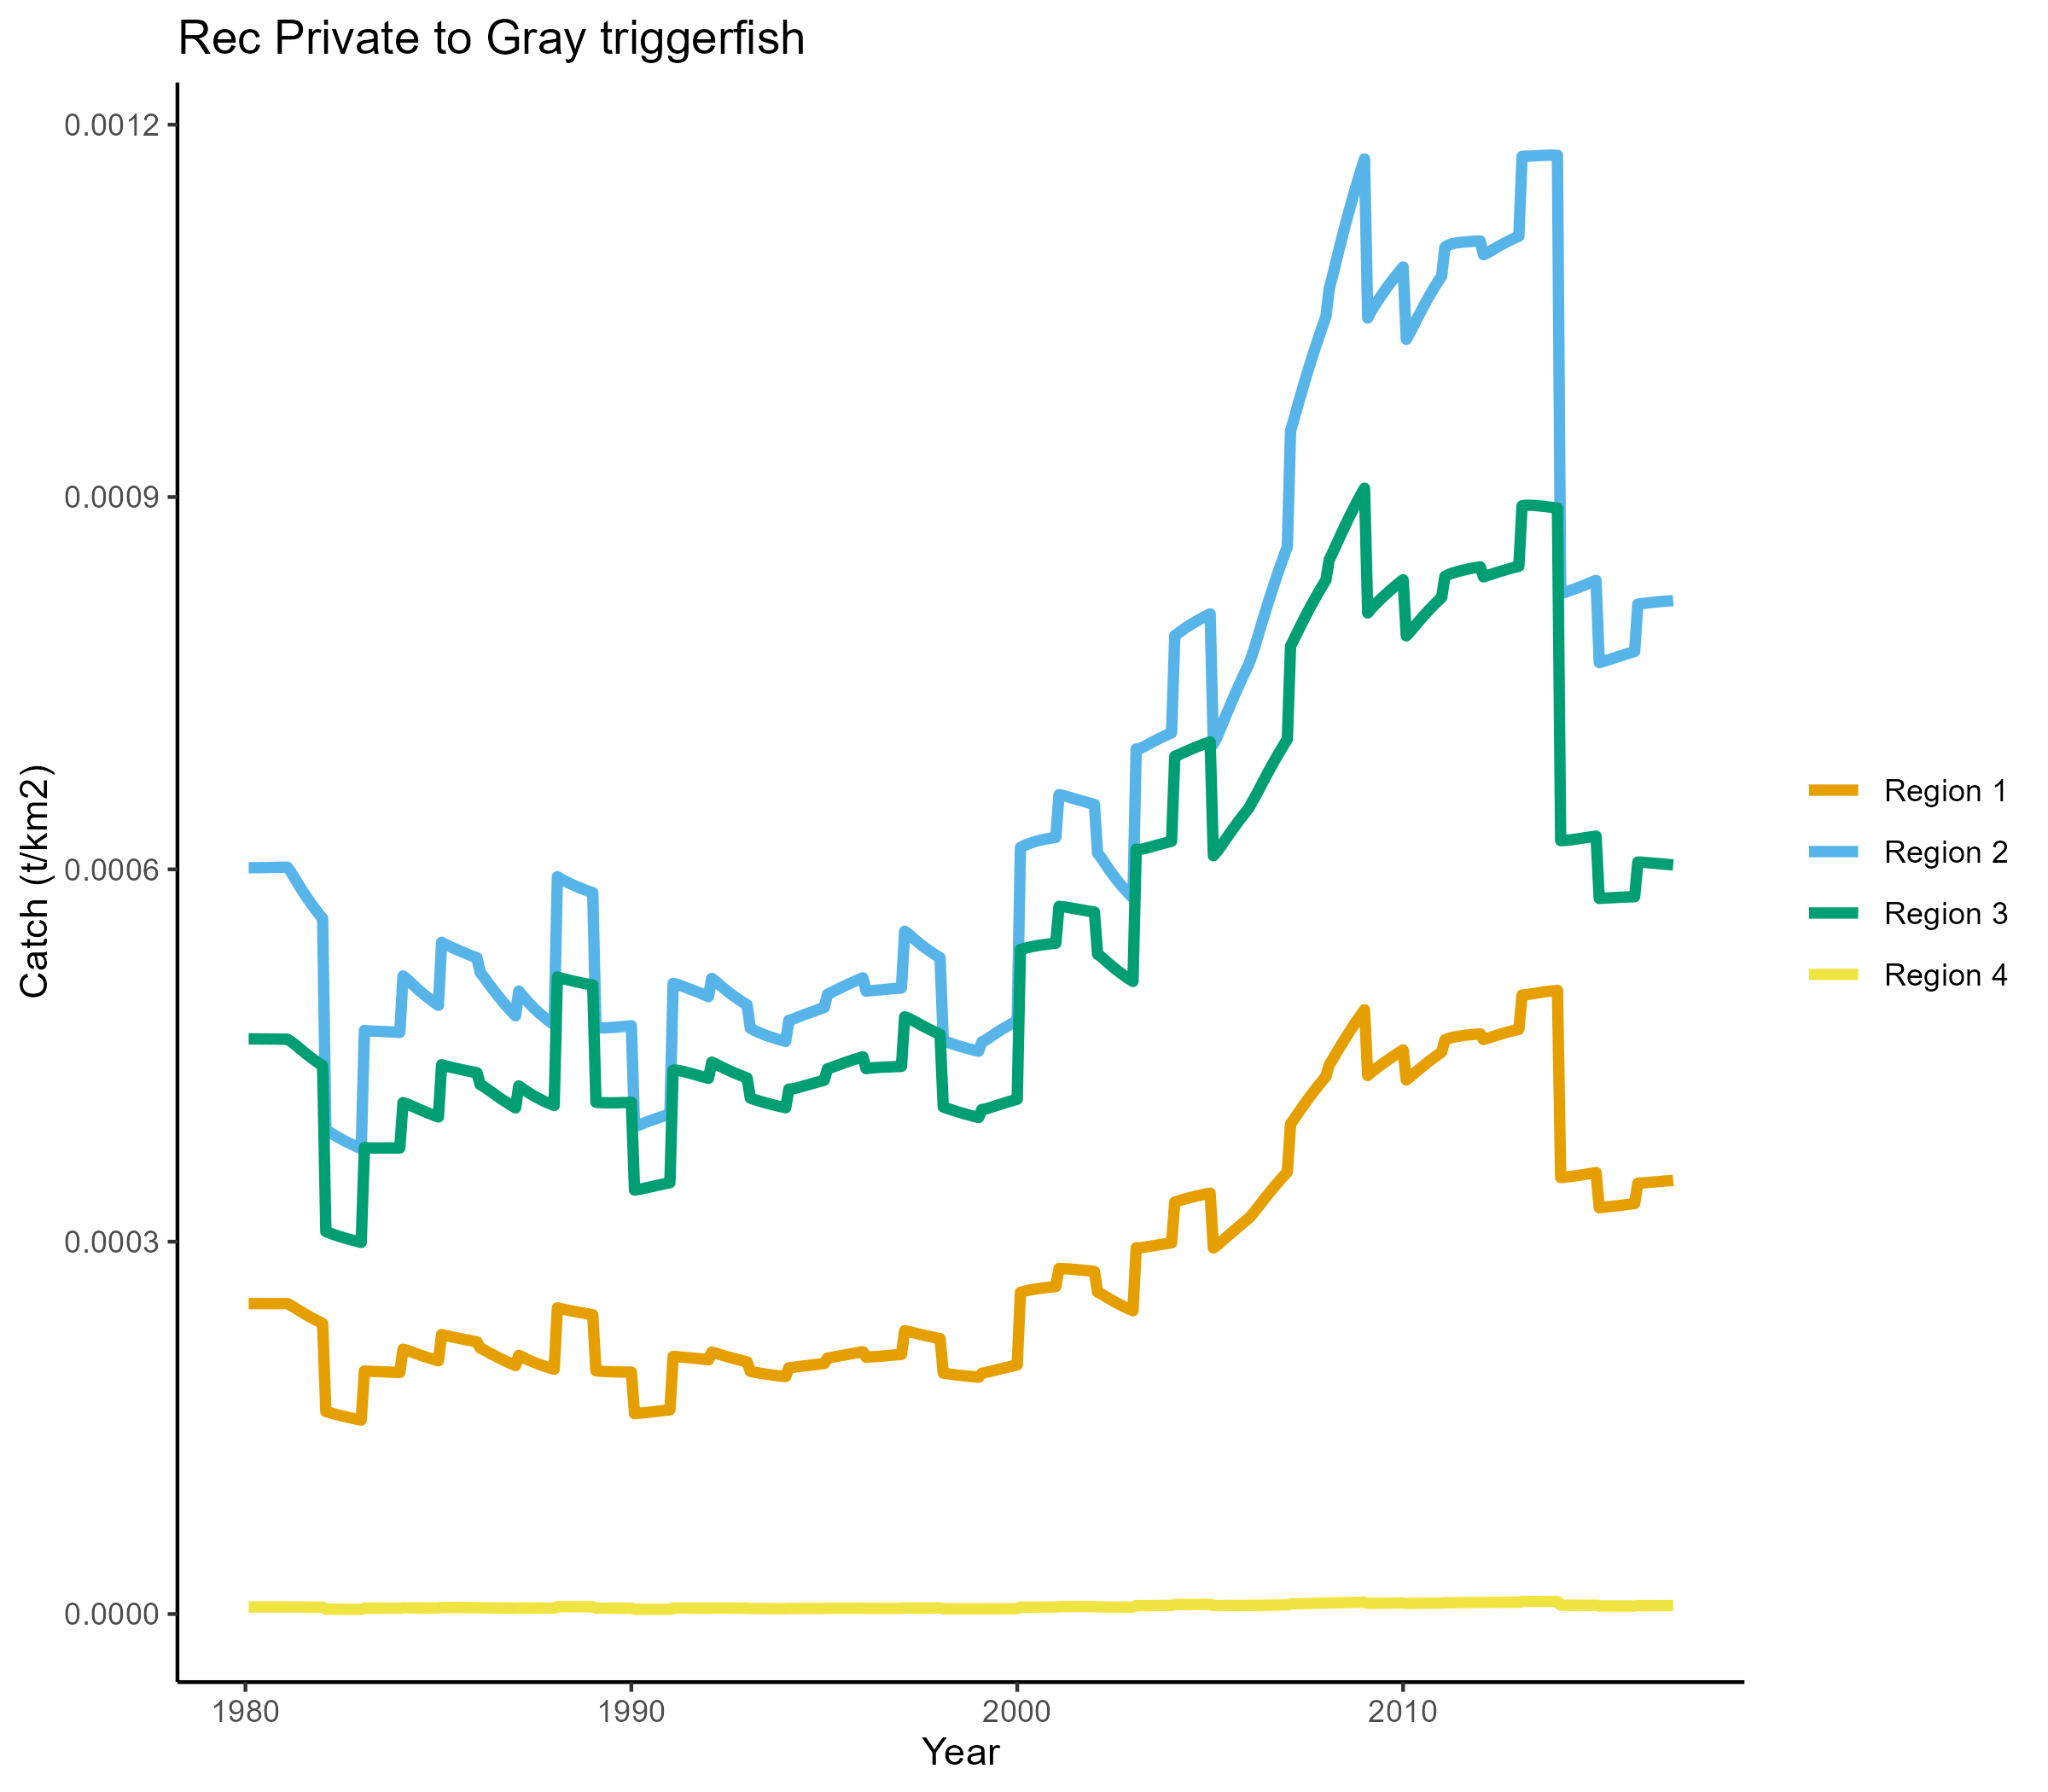 Rec Private to Gray triggerfish
Catch (t/km2)
0.0012
0.0009
0.0006
0.0003
0.0000
1980 1990 2000 2010
Year
Region 1
Region 2
Region 3
Region 4